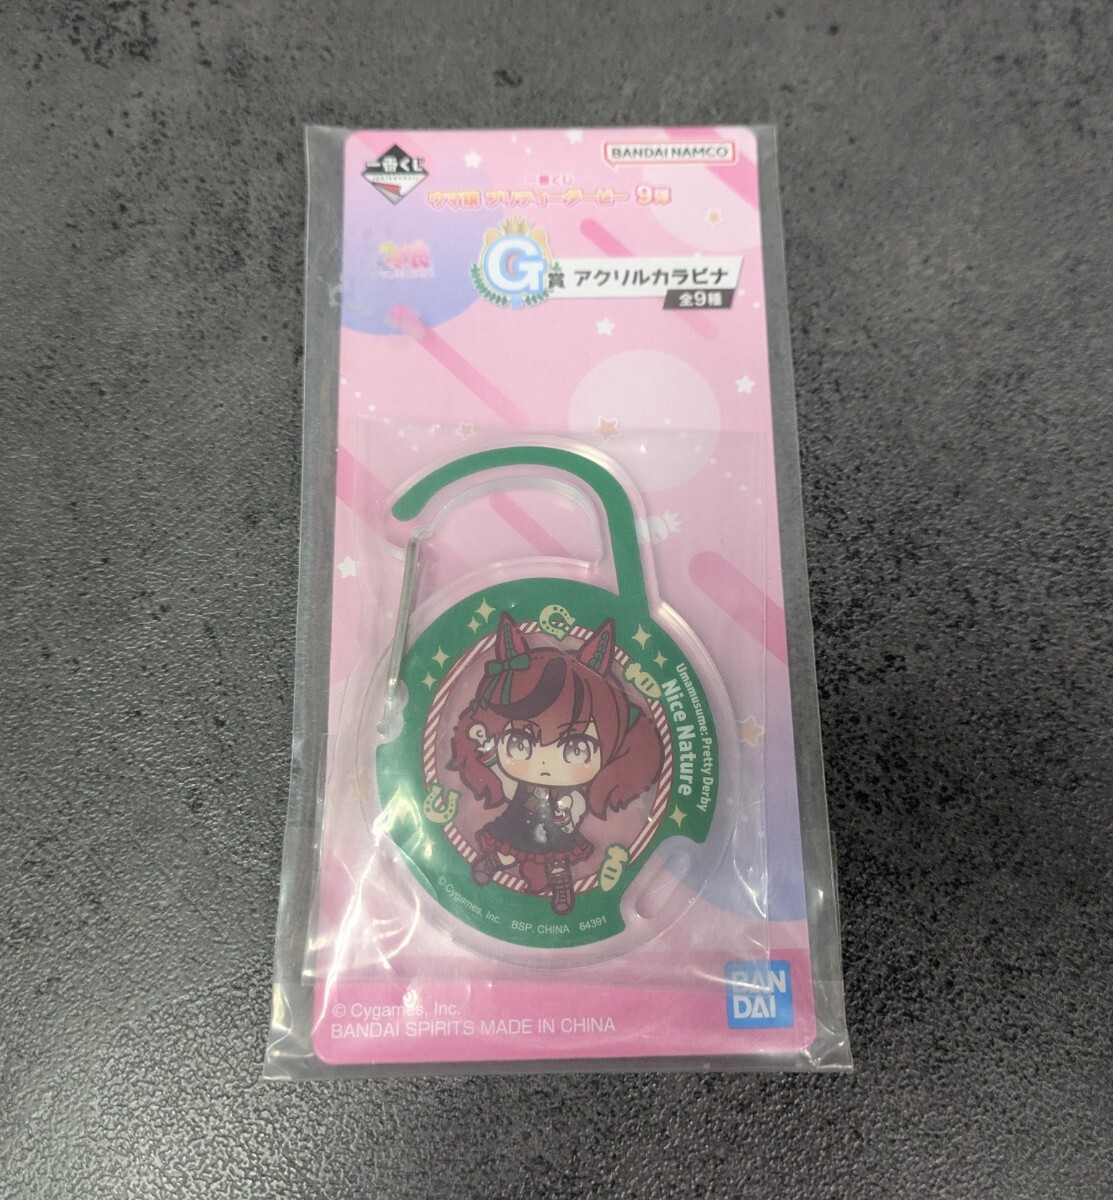 一番くじ
BANDAI NAMCO
一番くじ
ウマ娘 プリティーダービー 9弾
G賞 アクリルカラビナ
全9種
Umamusume: Pretty Derby
Nice Nature
© Cygames, Inc. BSP. CHINA 64391
BAN
DAI
© Cygames, Inc.
BANDAI SPIRITS MADE IN CHINA